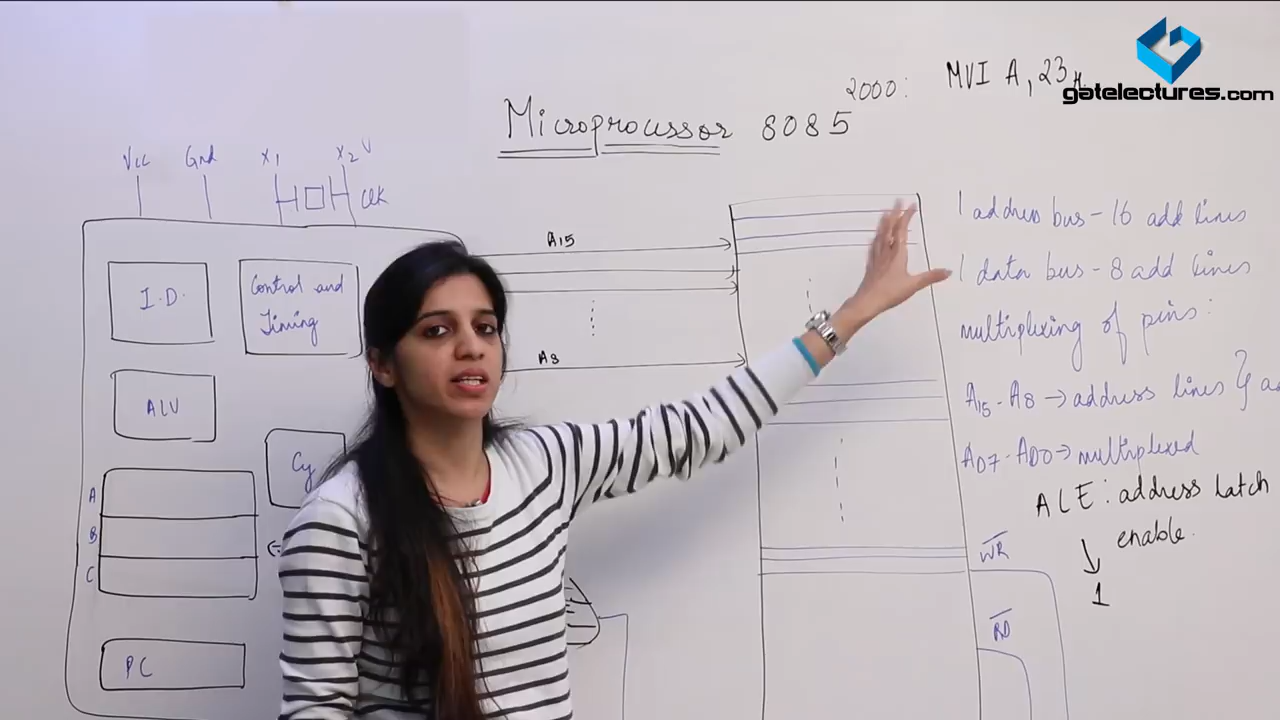 gatelectures.com
2000: MVI A, 23H
Microprocessor 8085
Vcc Gnd X1 X2 CLK
A15
I.D.
Control and
Timing
ALU
Cy
A
B
C
PC
A8
1 address bus - 16 add lines
1 data bus - 8 add lines
multiplexing of pins:
A15 - A8 → address lines }
AD7 - AD0 → multiplexed
ALE: address latch
enable.
↓
1
WR
RD